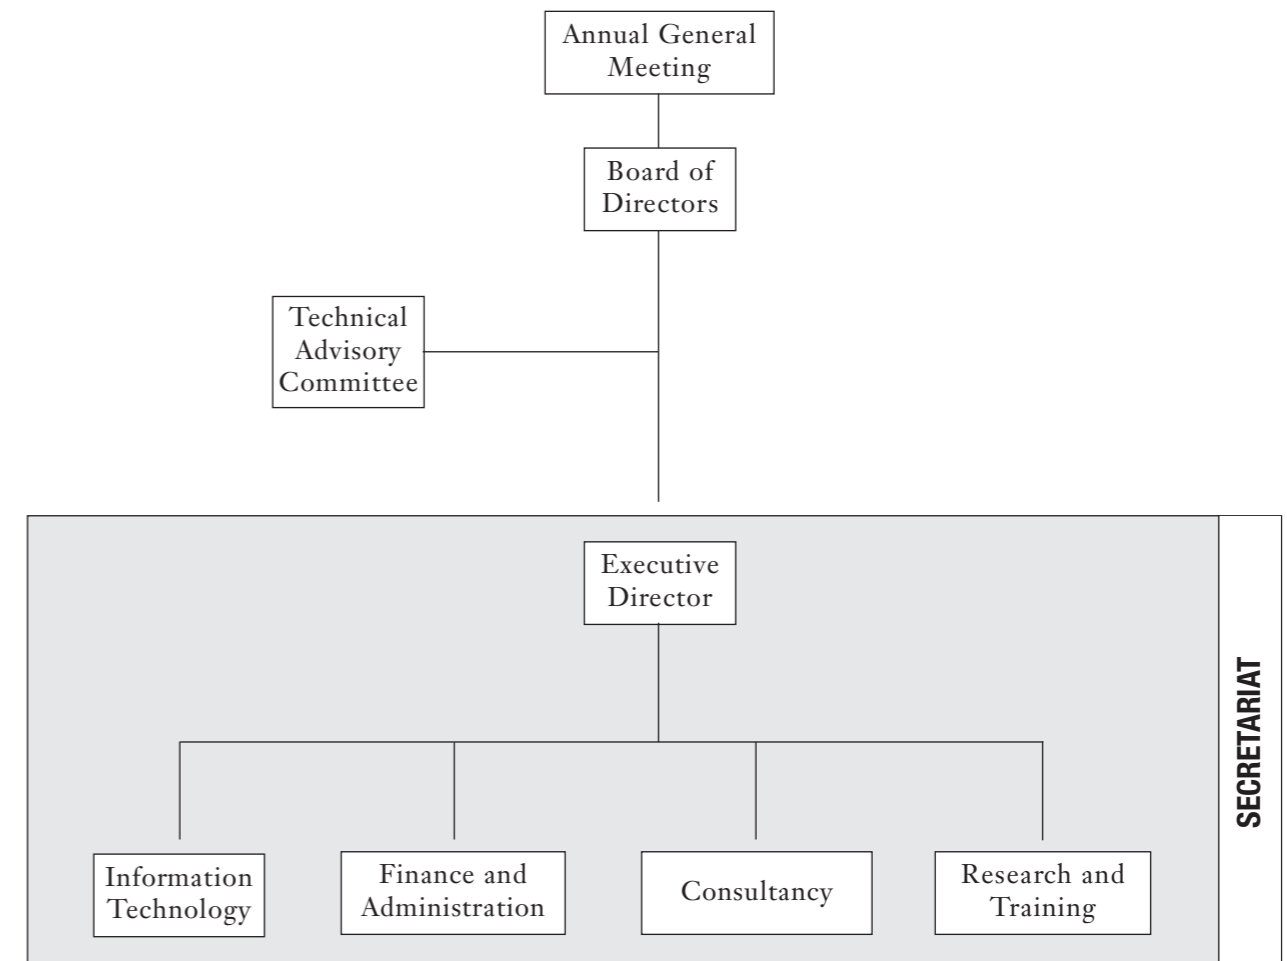 Annual General
Meeting
Board of
Directors
Technical
Advisory
Committee
Executive
Director
SECRETARIAT
Information
Technology
Finance and
Administration
Consultancy
Research and
Training